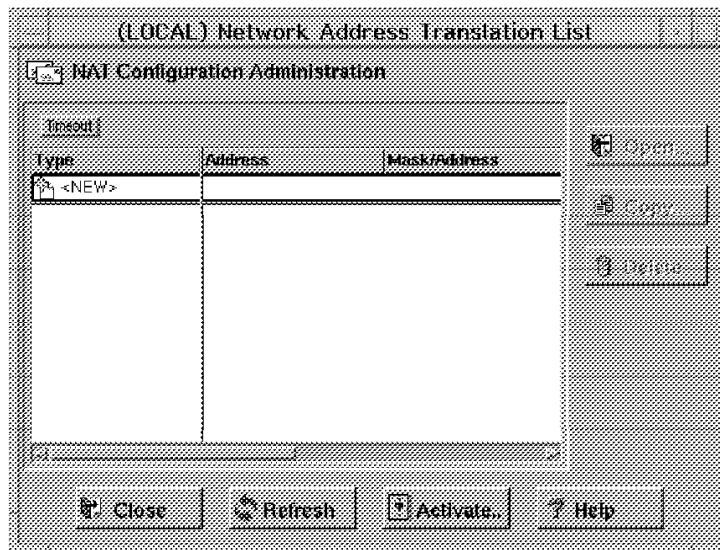 (LOCAL) Network Address Translation List
NAT Configuration Administration
Timeout
Type Address Mask/Address
<NEW>
Open...
Copy...
Delete...
Close Refresh Activate.. Help